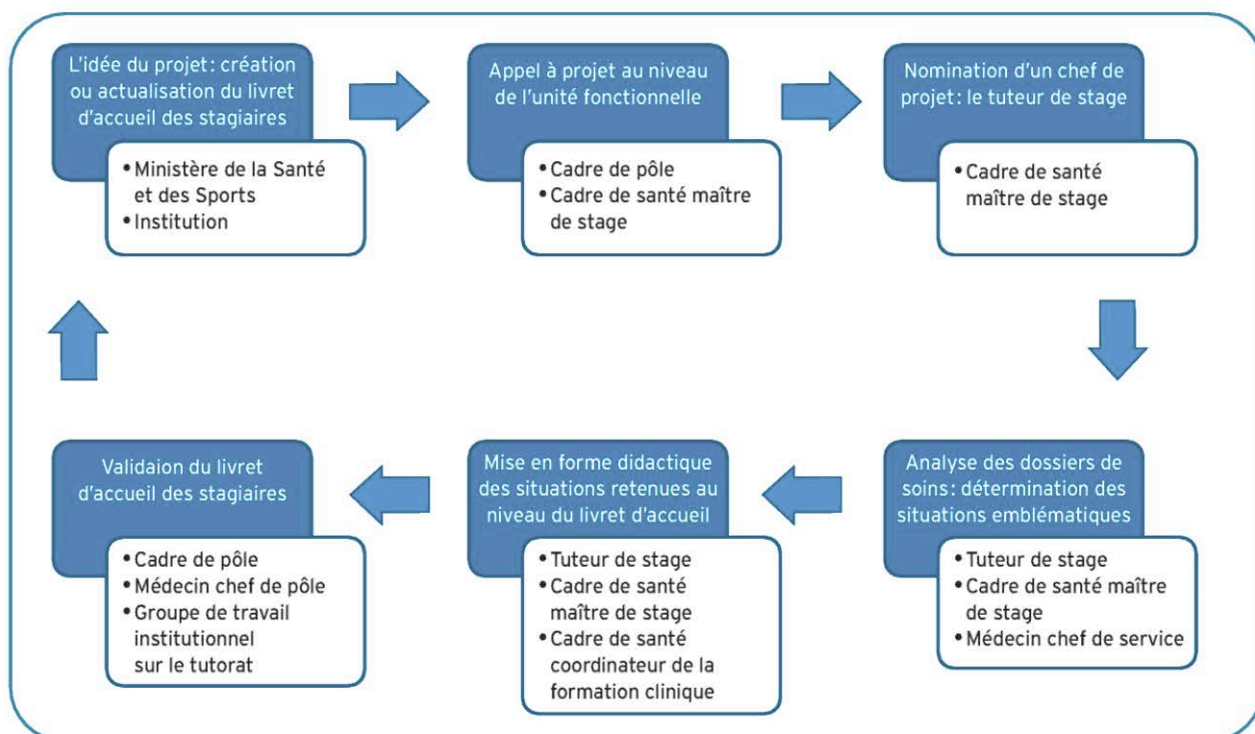 L'idée du projet : création
ou actualisation du livret
d'accueil des stagiaires
• Ministère de la Santé
et des Sports
• Institution
Appel à projet au niveau
de l'unité fonctionnelle
• Cadre de pôle
• Cadre de santé maître
de stage
Nomination d'un chef de
projet : le tuteur de stage
• Cadre de santé
maître de stage
Analyse des dossiers de
soins : détermination des
situations emblématiques
• Tuteur de stage
• Cadre de santé maître
de stage
• Médecin chef de service
Mise en forme didactique
des situations retenues au
niveau du livret d'accueil
• Tuteur de stage
• Cadre de santé
maître de stage
• Cadre de santé
coordinateur de la
formation clinique
Validaion du livret
d'accueil des stagiaires
• Cadre de pôle
• Médecin chef de pôle
• Groupe de travail
institutionnel
sur le tutorat